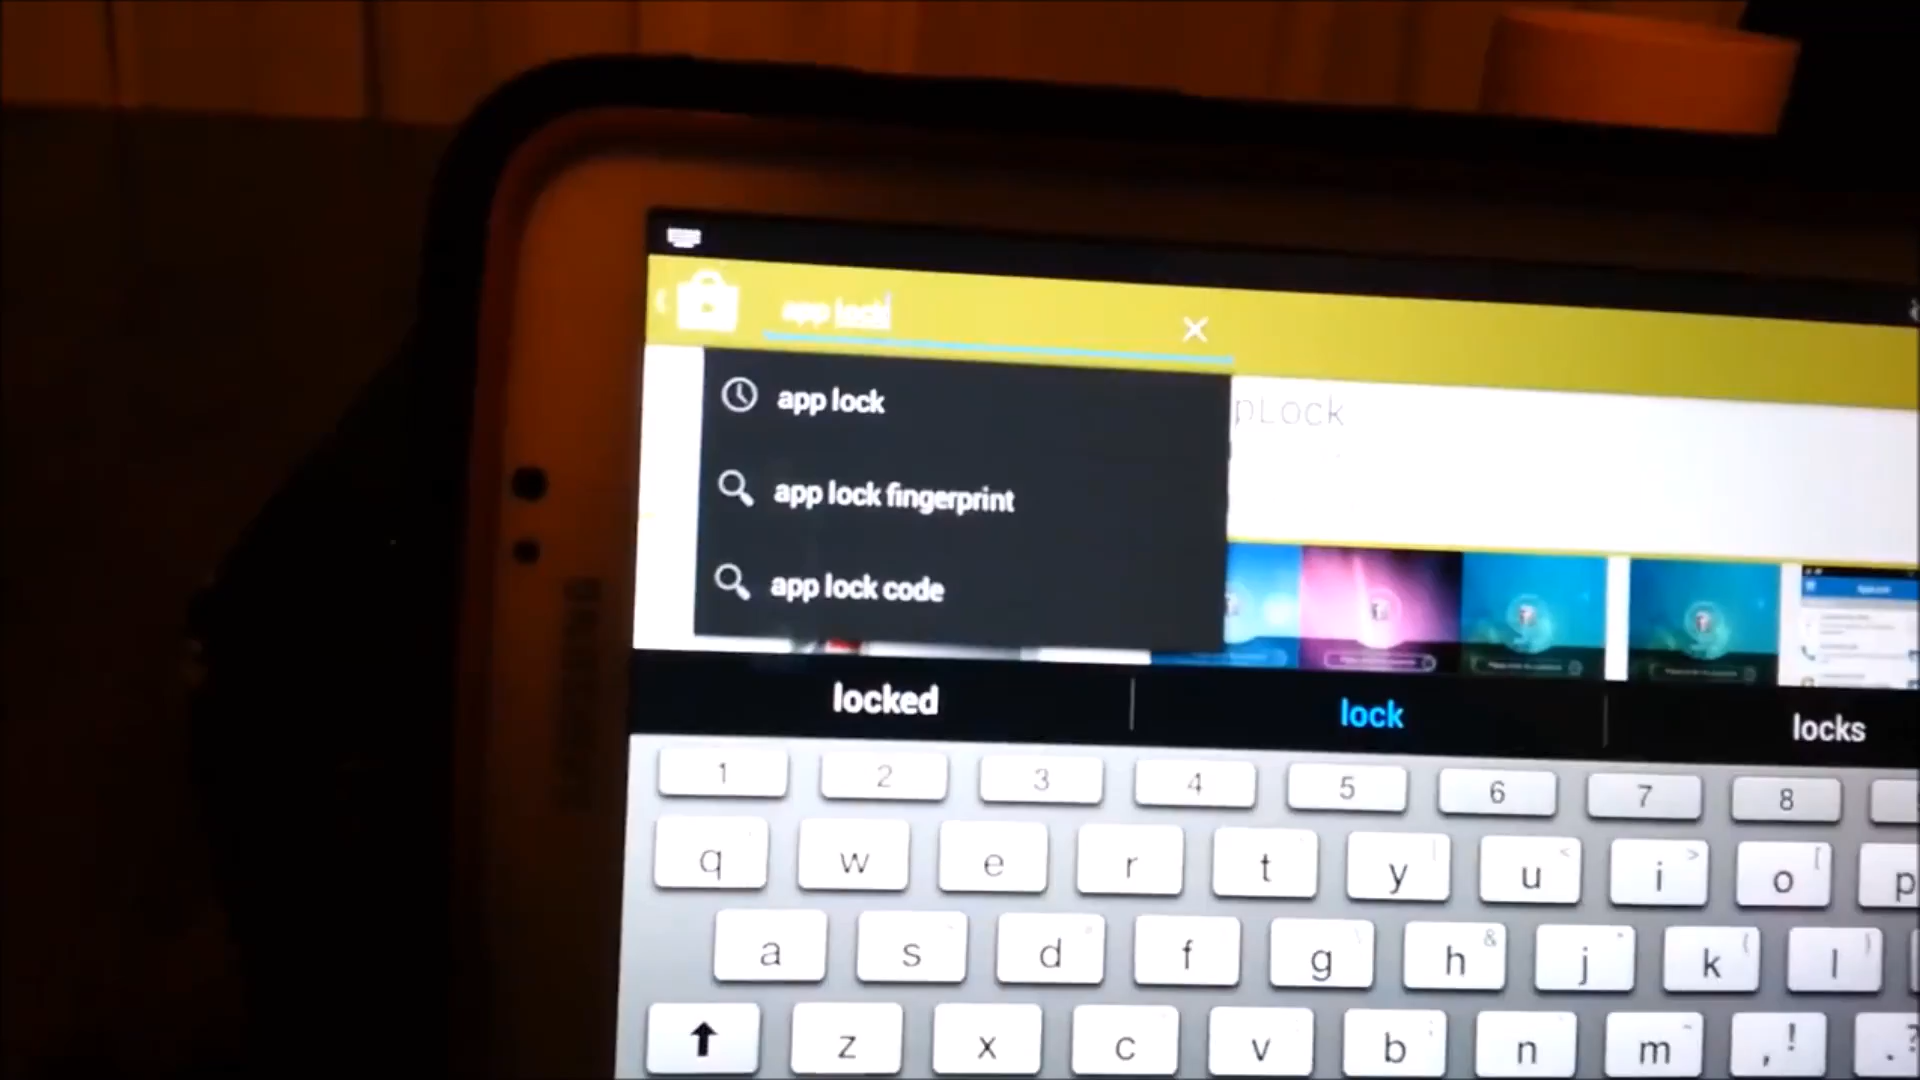 app lock
app lock
app lock fingerprint
app lock code
pLock
locked lock locks
1 2 3 4 5 6 7 8
q w e r t y u < i > o [ p
a s d f g h & j k ( l )
z x c v b n m , ! . ?